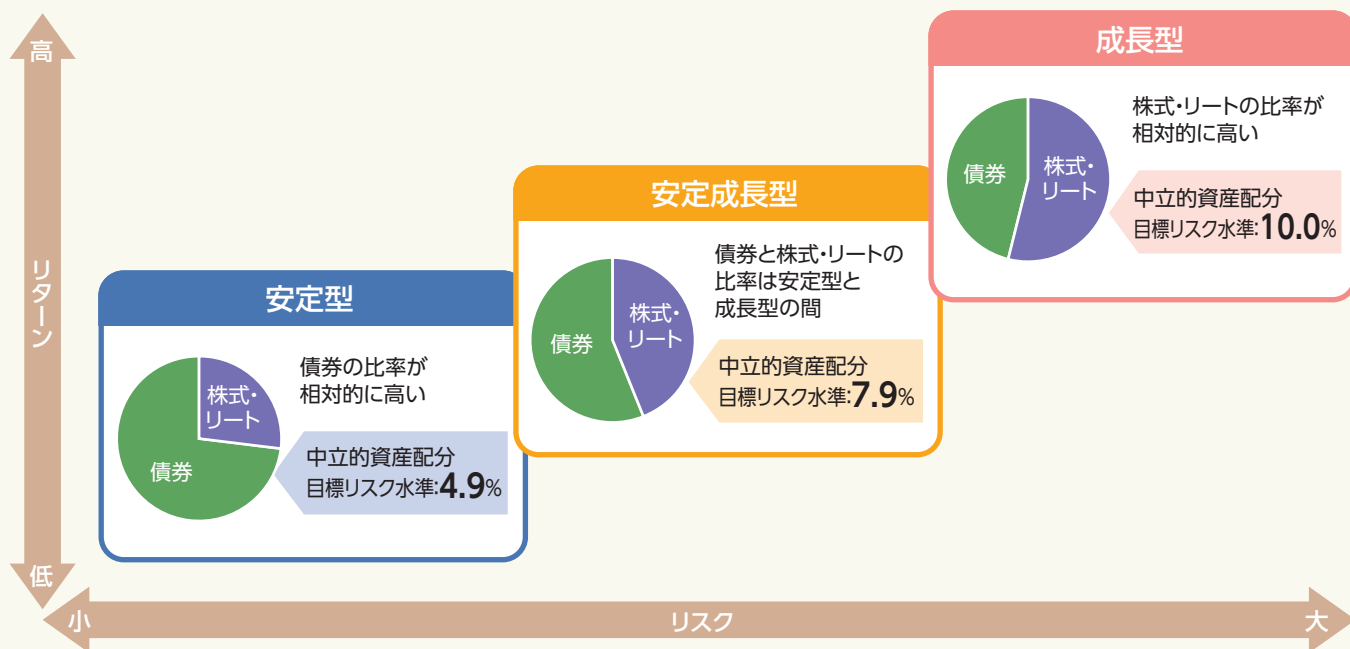 高
リターン
低
小
リスク
大
安定型
株式・
リート
債券
債券の比率が
相対的に高い
中立的資産配分
目標リスク水準:4.9%
安定成長型
株式・
リート
債券
債券と株式・リートの
比率は安定型と
成長型の間
中立的資産配分
目標リスク水準:7.9%
成長型
債券
株式・
リート
株式・リートの比率が
相対的に高い
中立的資産配分
目標リスク水準:10.0%